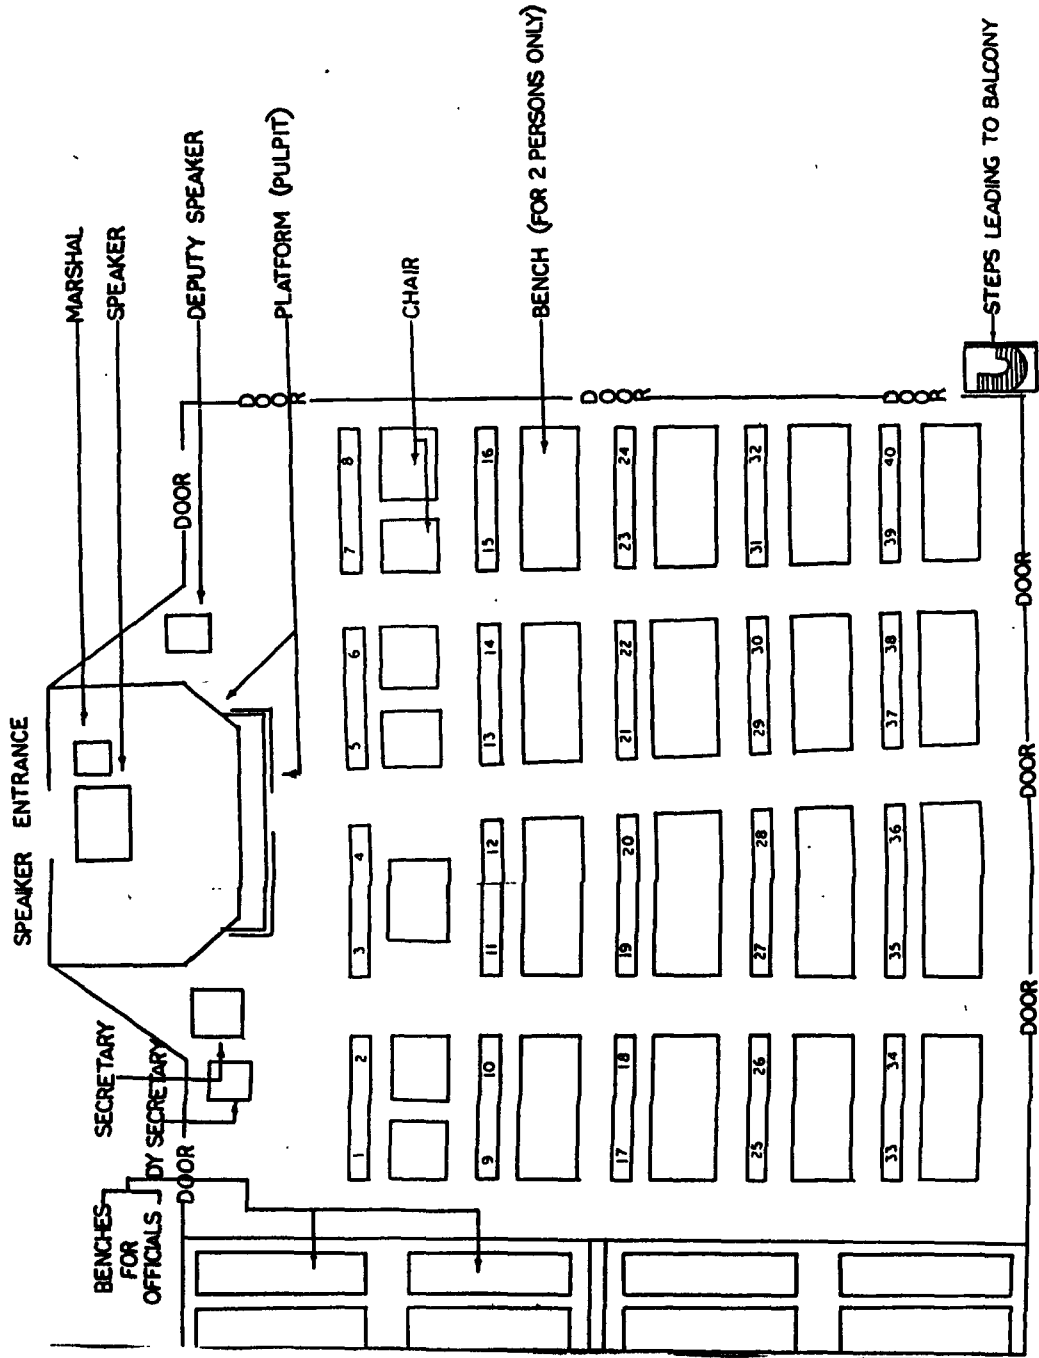 SPEAKER ENTRANCE
MARSHAL
SPEAKER
BENCHES
FOR
OFFICIALS
SECRETARY
DY SECRETARY
DOOR
DOOR
DEPUTY SPEAKER
DOOR
PLATFORM (PULPIT)
1 2 3 4 5 6 7 8
CHAIR
9 10 11 12 13 14 15 16
BENCH (FOR 2 PERSONS ONLY)
DOOR
17 18 19 20 21 22 23 24
25 26 27 28 29 30 31 32
33 34 35 36 37 38 39 40
DOOR
STEPS LEADING TO BALCONY
DOOR DOOR DOOR